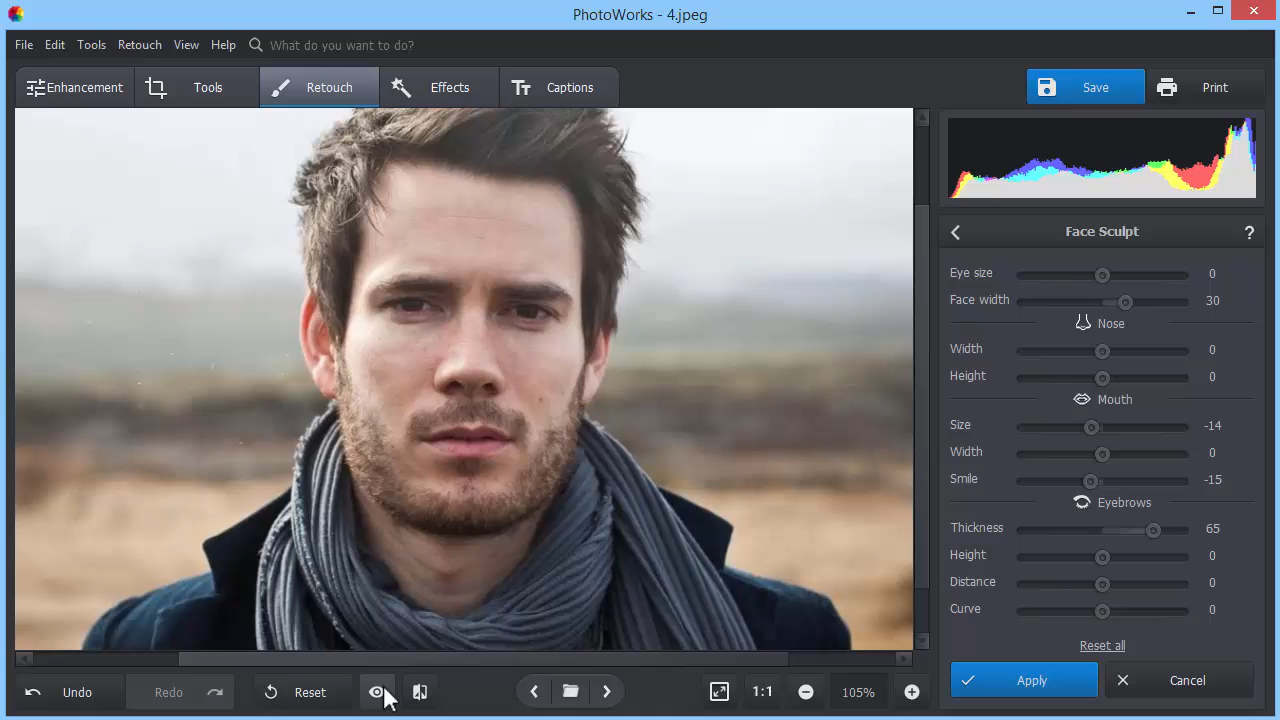 PhotoWorks - 4.jpeg
File Edit Tools Retouch View Help What do you want to do?
Enhancement Tools Retouch Effects Captions Save Print
Face Sculpt ?
Eye size 0
Face width 30
Nose
Width 0
Height 0
Mouth
Size -14
Width 0
Smile -15
Eyebrows
Thickness 65
Height 0
Distance 0
Curve 0
Reset all
Apply Cancel
Undo Redo Reset 1:1 105%